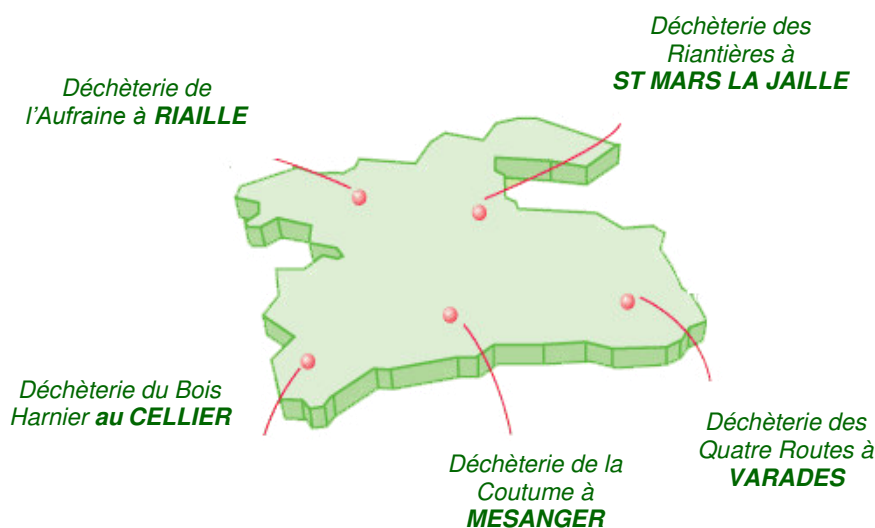 Déchèterie des
Riantières à
ST MARS LA JAILLE
Déchèterie de
l'Aufraine à RIAILLE
Déchèterie du Bois
Harnier au CELLIER
Déchèterie des
Quatre Routes à
VARADES
Déchèterie de la
Coutume à
MESANGER